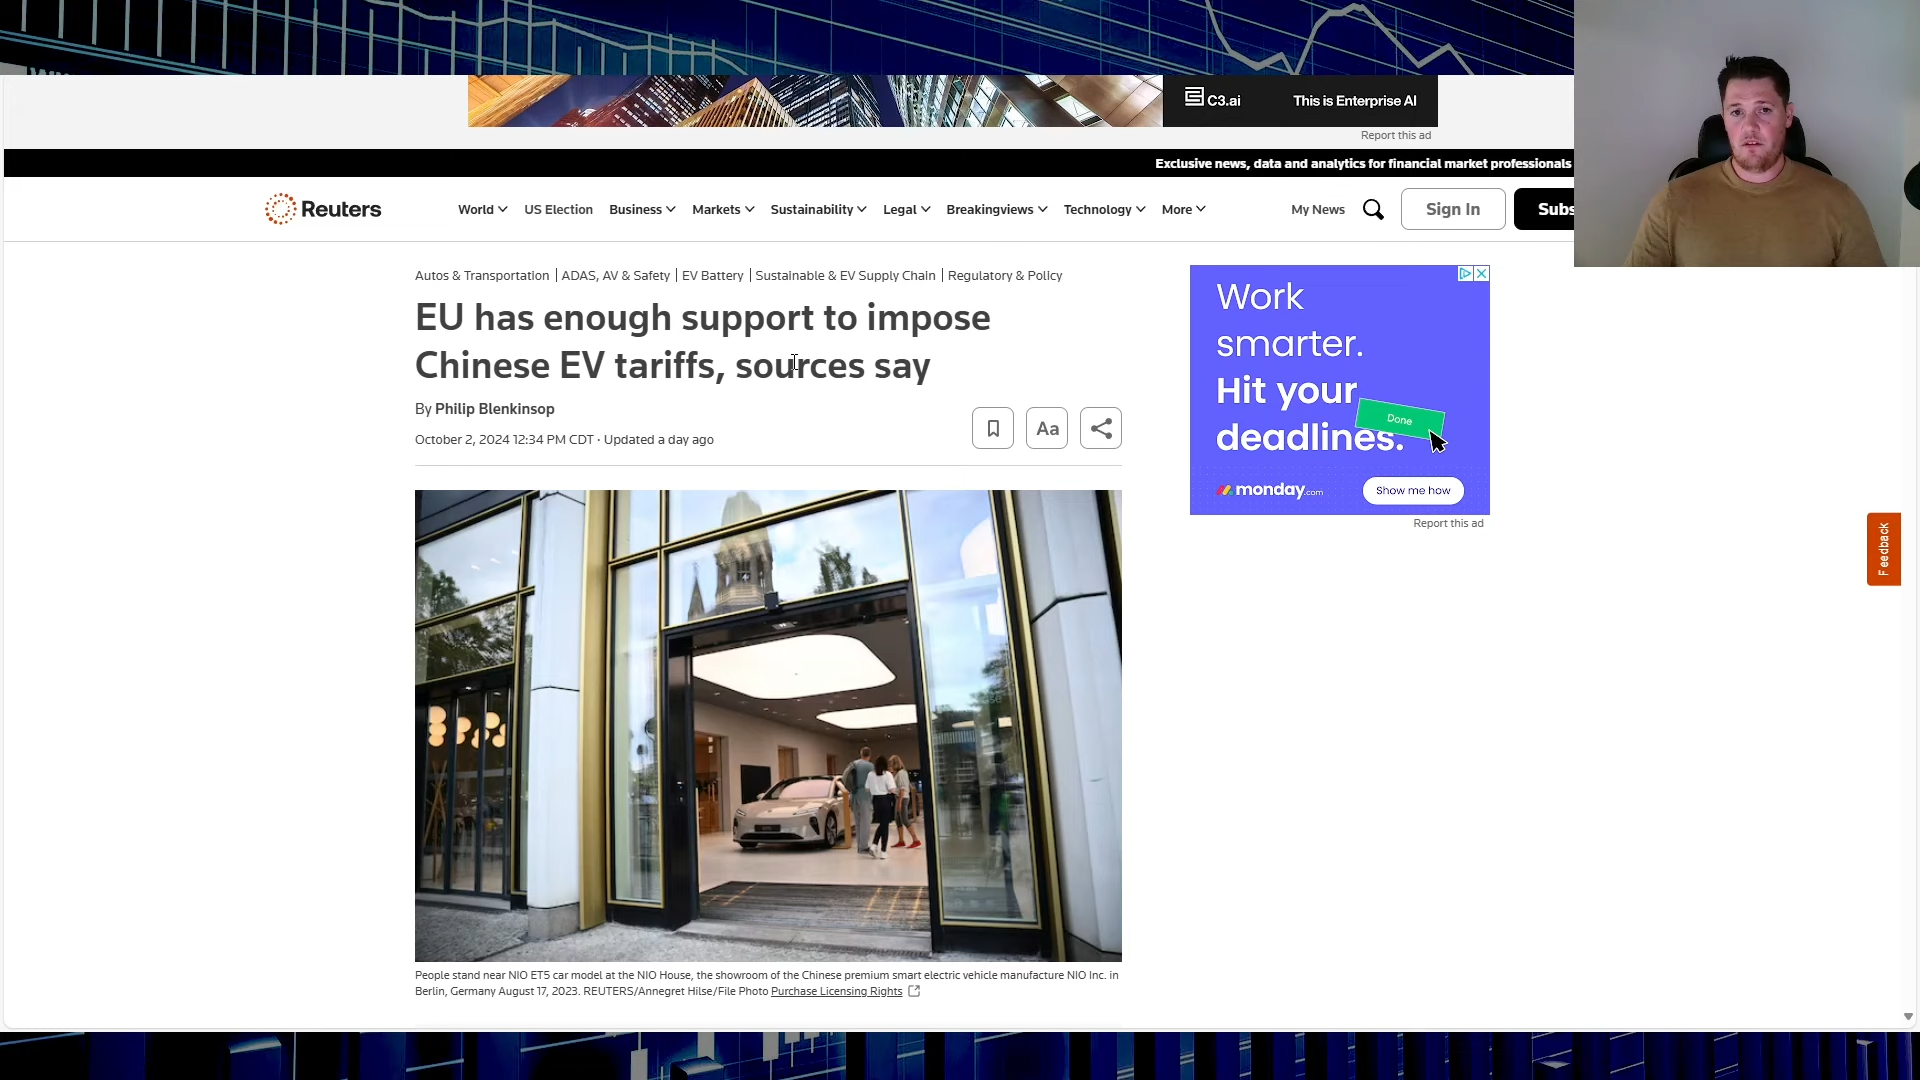 C3.ai This is Enterprise AI
Report this ad
Exclusive news, data and analytics for financial market professionals
Reuters
World US Election Business Markets Sustainability Legal Breakingviews Technology More
My News Sign In Subs
Autos & Transportation | ADAS, AV & Safety | EV Battery | Sustainable & EV Supply Chain | Regulatory & Policy
EU has enough support to impose
Chinese EV tariffs, sources say
By Philip Blenkinsop
October 2, 2024 12:34 PM CDT · Updated a day ago
Aa
Work
smarter.
Hit your
deadlines.
Done
monday.com
Show me how
Report this ad
Feedback
People stand near NIO ET5 car model at the NIO House, the showroom of the Chinese premium smart electric vehicle manufacture NIO Inc. in
Berlin, Germany August 17, 2023. REUTERS/Annegret Hilse/File Photo Purchase Licensing Rights